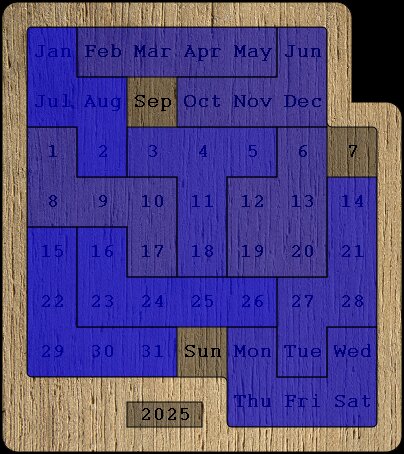 Jan Feb Mar Apr May Jun
Jul Aug Sep Oct Nov Dec
1 2 3 4 5 6 7
8 9 10 11 12 13 14
15 16 17 18 19 20 21
22 23 24 25 26 27 28
29 30 31 Sun Mon Tue Wed
Thu Fri Sat
2025